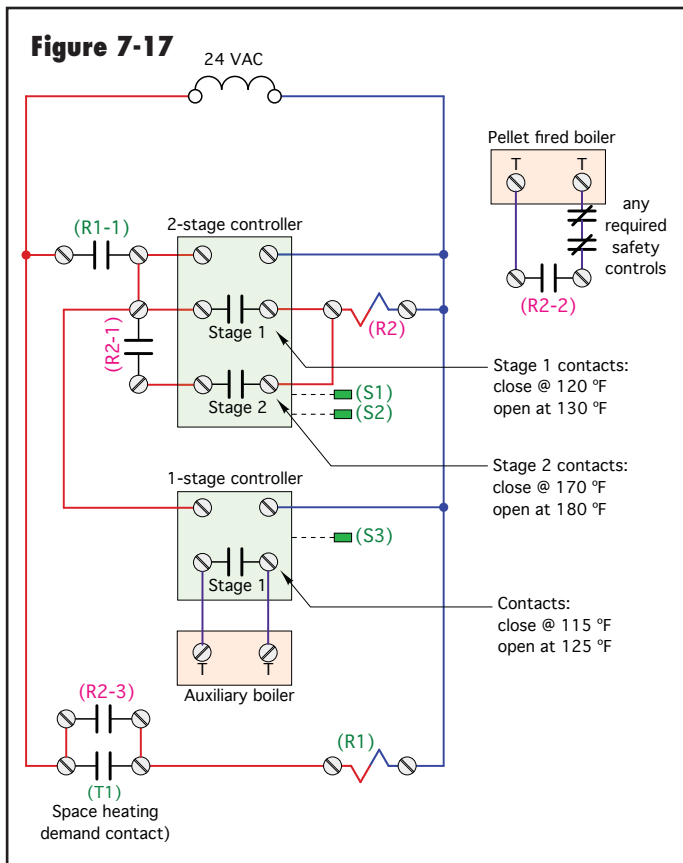 Figure 7-17
24 VAC
Pellet fired boiler
T T
any
required
safety
controls
(R2-2)
(R1-1)
2-stage controller
Stage 1
(R2)
(R2-1)
Stage 2
(S1)
(S2)
Stage 1 contacts:
close @ 120 ºF
open at 130 ºF
Stage 2 contacts:
close @ 170 ºF
open at 180 ºF
1-stage controller
(S3)
Stage 1
Contacts:
close @ 115 ºF
open at 125 ºF
T T
Auxiliary boiler
(R2-3)
(R1)
(T1)
Space heating
demand contact)